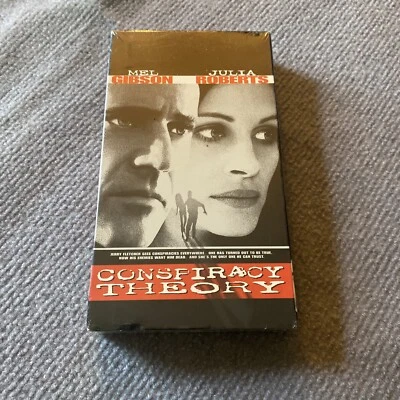 MEL JULIA
GIBSON ROBERTS
JERRY FLETCHER SEES CONSPIRACIES EVERYWHERE. ONE HAS TURNED OUT TO BE TRUE.
NOW HIS ENEMIES WANT HIM DEAD. AND SHE'S THE ONLY ONE HE CAN TRUST.
CONSPIRACY
THEORY